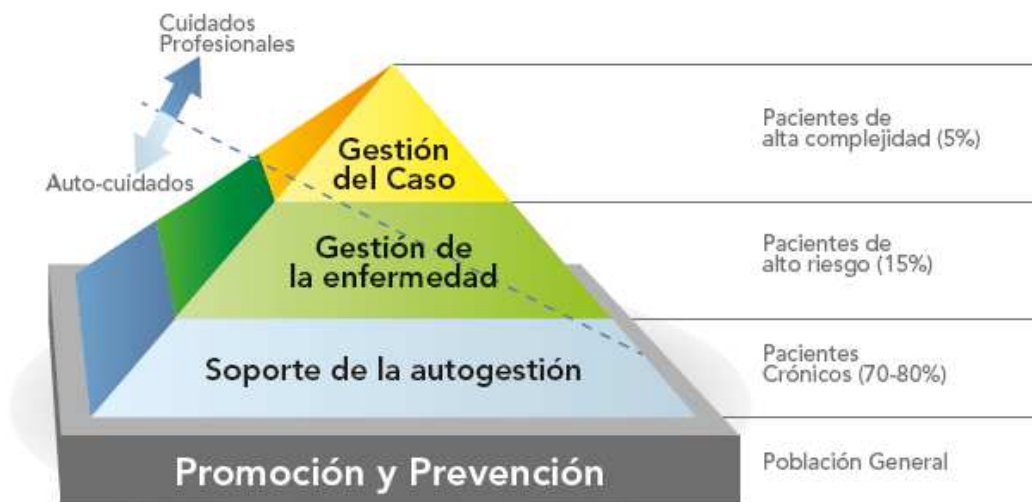 Cuidados
Profesionales
Auto-cuidados
Gestión
del Caso
Pacientes de
alta complejidad (5%)
Gestión de
la enfermedad
Pacientes de
alto riesgo (15%)
Soporte de la autogestión
Pacientes
Crónicos (70-80%)
Promoción y Prevención
Población General